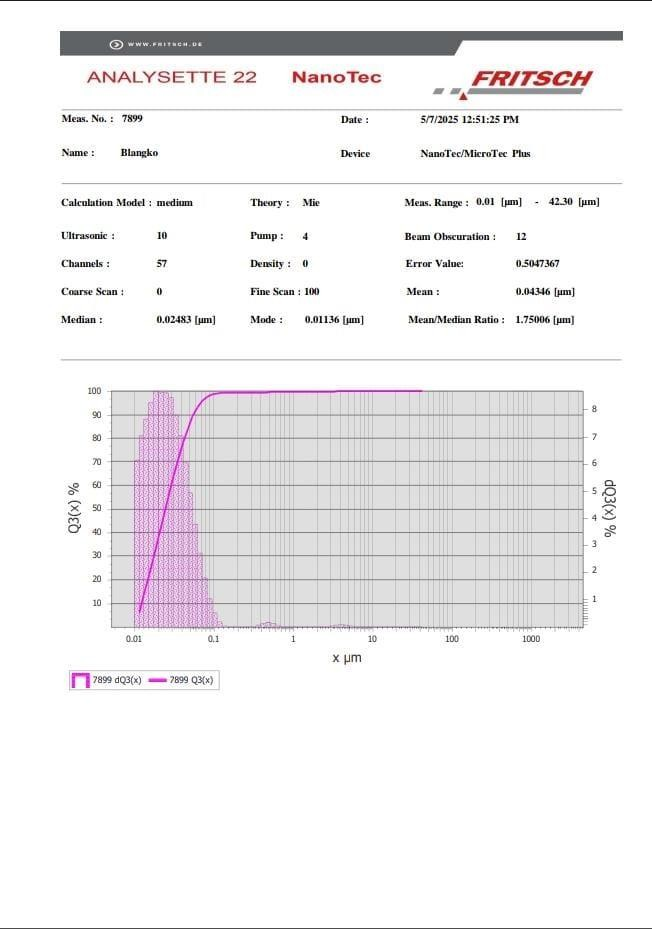 WWW.FRITSCH.DE
ANALYSETTE 22 NanoTec FRITSCH
Meas. No. : 7899 Date : 5/7/2025 12:51:25 PM
Name : Blangko Device NanoTec/MicroTec Plus
Calculation Model : medium Theory : Mie Meas. Range : 0.01 [µm] - 42.30 [µm]
Ultrasonic : 10 Pump : 4 Beam Obscuration : 12
Channels : 57 Density : 0 Error Value: 0.5047367
Coarse Scan : 0 Fine Scan : 100 Mean : 0.04346 [µm]
Median : 0.02483 [µm] Mode : 0.01136 [µm] Mean/Median Ratio : 1.75006 [µm]
100
90
80
70
60
50
40
30
20
10
Q3(x) %
8
7
6
5
4
3
2
1
dQ3(x) %
0.01 0.1 1 10 100 1000
x µm
7899 dQ3(x) 7899 Q3(x)